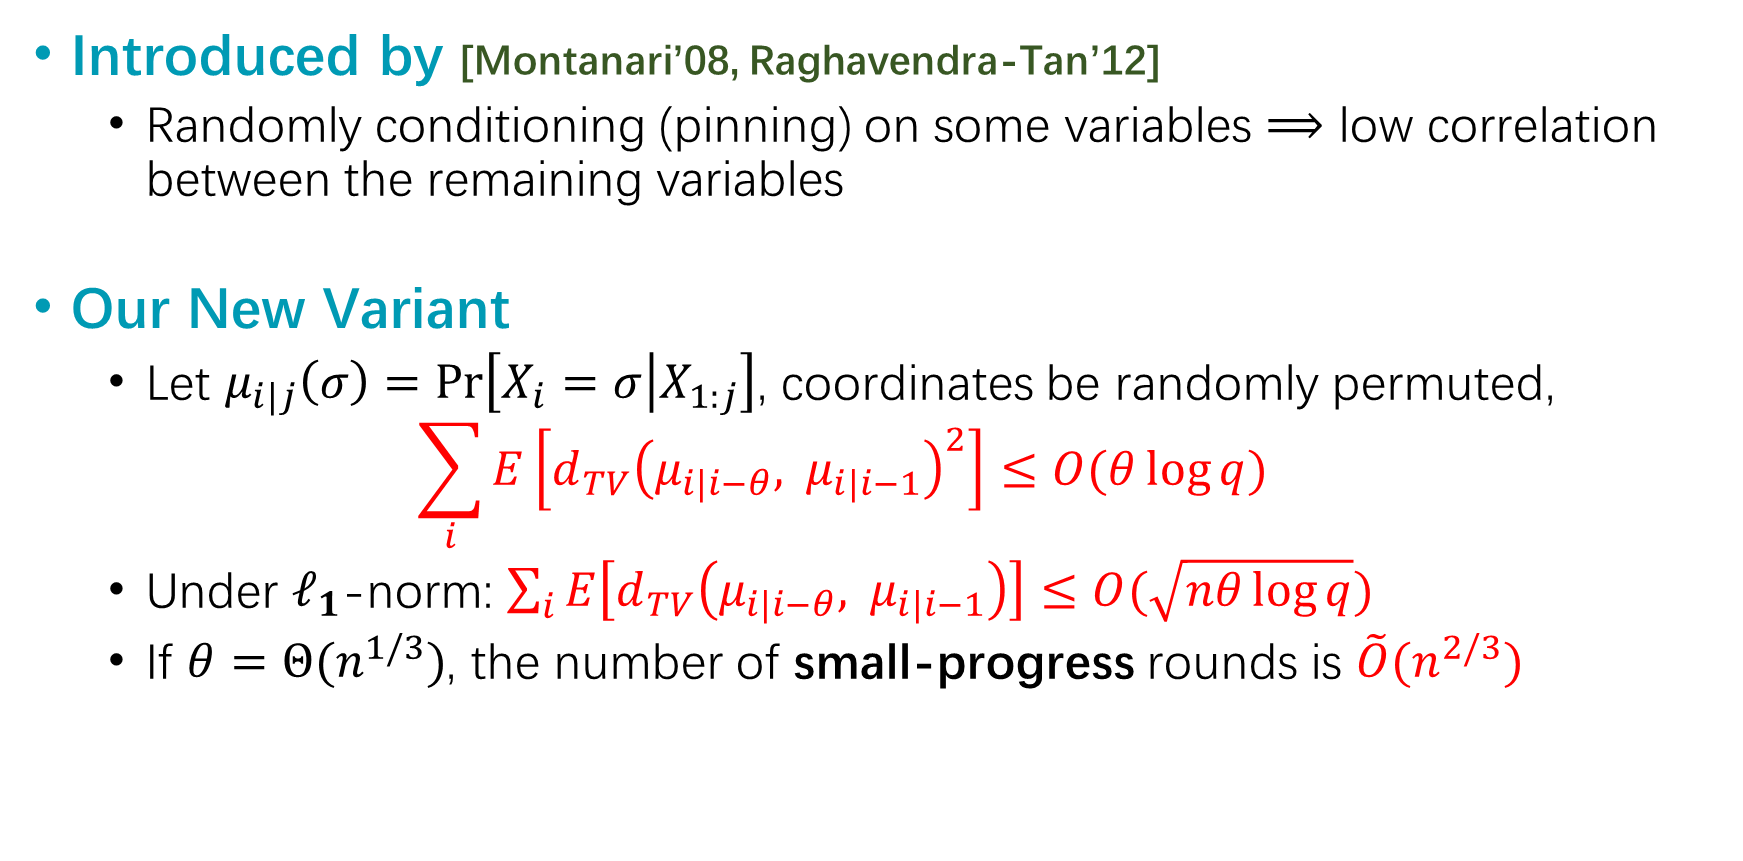 • Introduced by [Montanari’08, Raghavendra-Tan’12]
• Randomly conditioning (pinning) on some variables ⟹ low correlation
between the remaining variables
• Our New Variant
• Let μ_{i|j}(σ) = Pr[X_i = σ|X_{1:j}], coordinates be randomly permuted,
∑_i E[d_{TV}(μ_{i|i−θ}, μ_{i|i−1})^2] ≤ O(θ log q)
• Under ℓ_1-norm: ∑_i E[d_{TV}(μ_{i|i−θ}, μ_{i|i−1})] ≤ O(√(nθ log q))
• If θ = Θ(n^{1/3}), the number of small-progress rounds is Õ(n^{2/3})